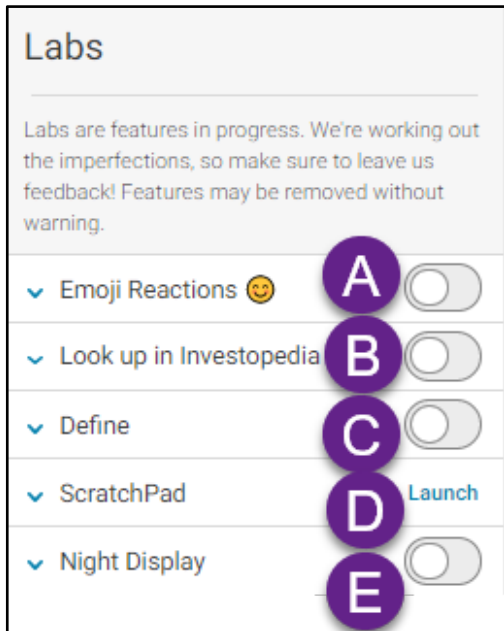 Labs
Labs are features in progress. We're working out
the imperfections, so make sure to leave us
feedback! Features may be removed without
warning.
Emoji Reactions 😊 A
Look up in Investopedia B
Define C
ScratchPad D Launch
Night Display E